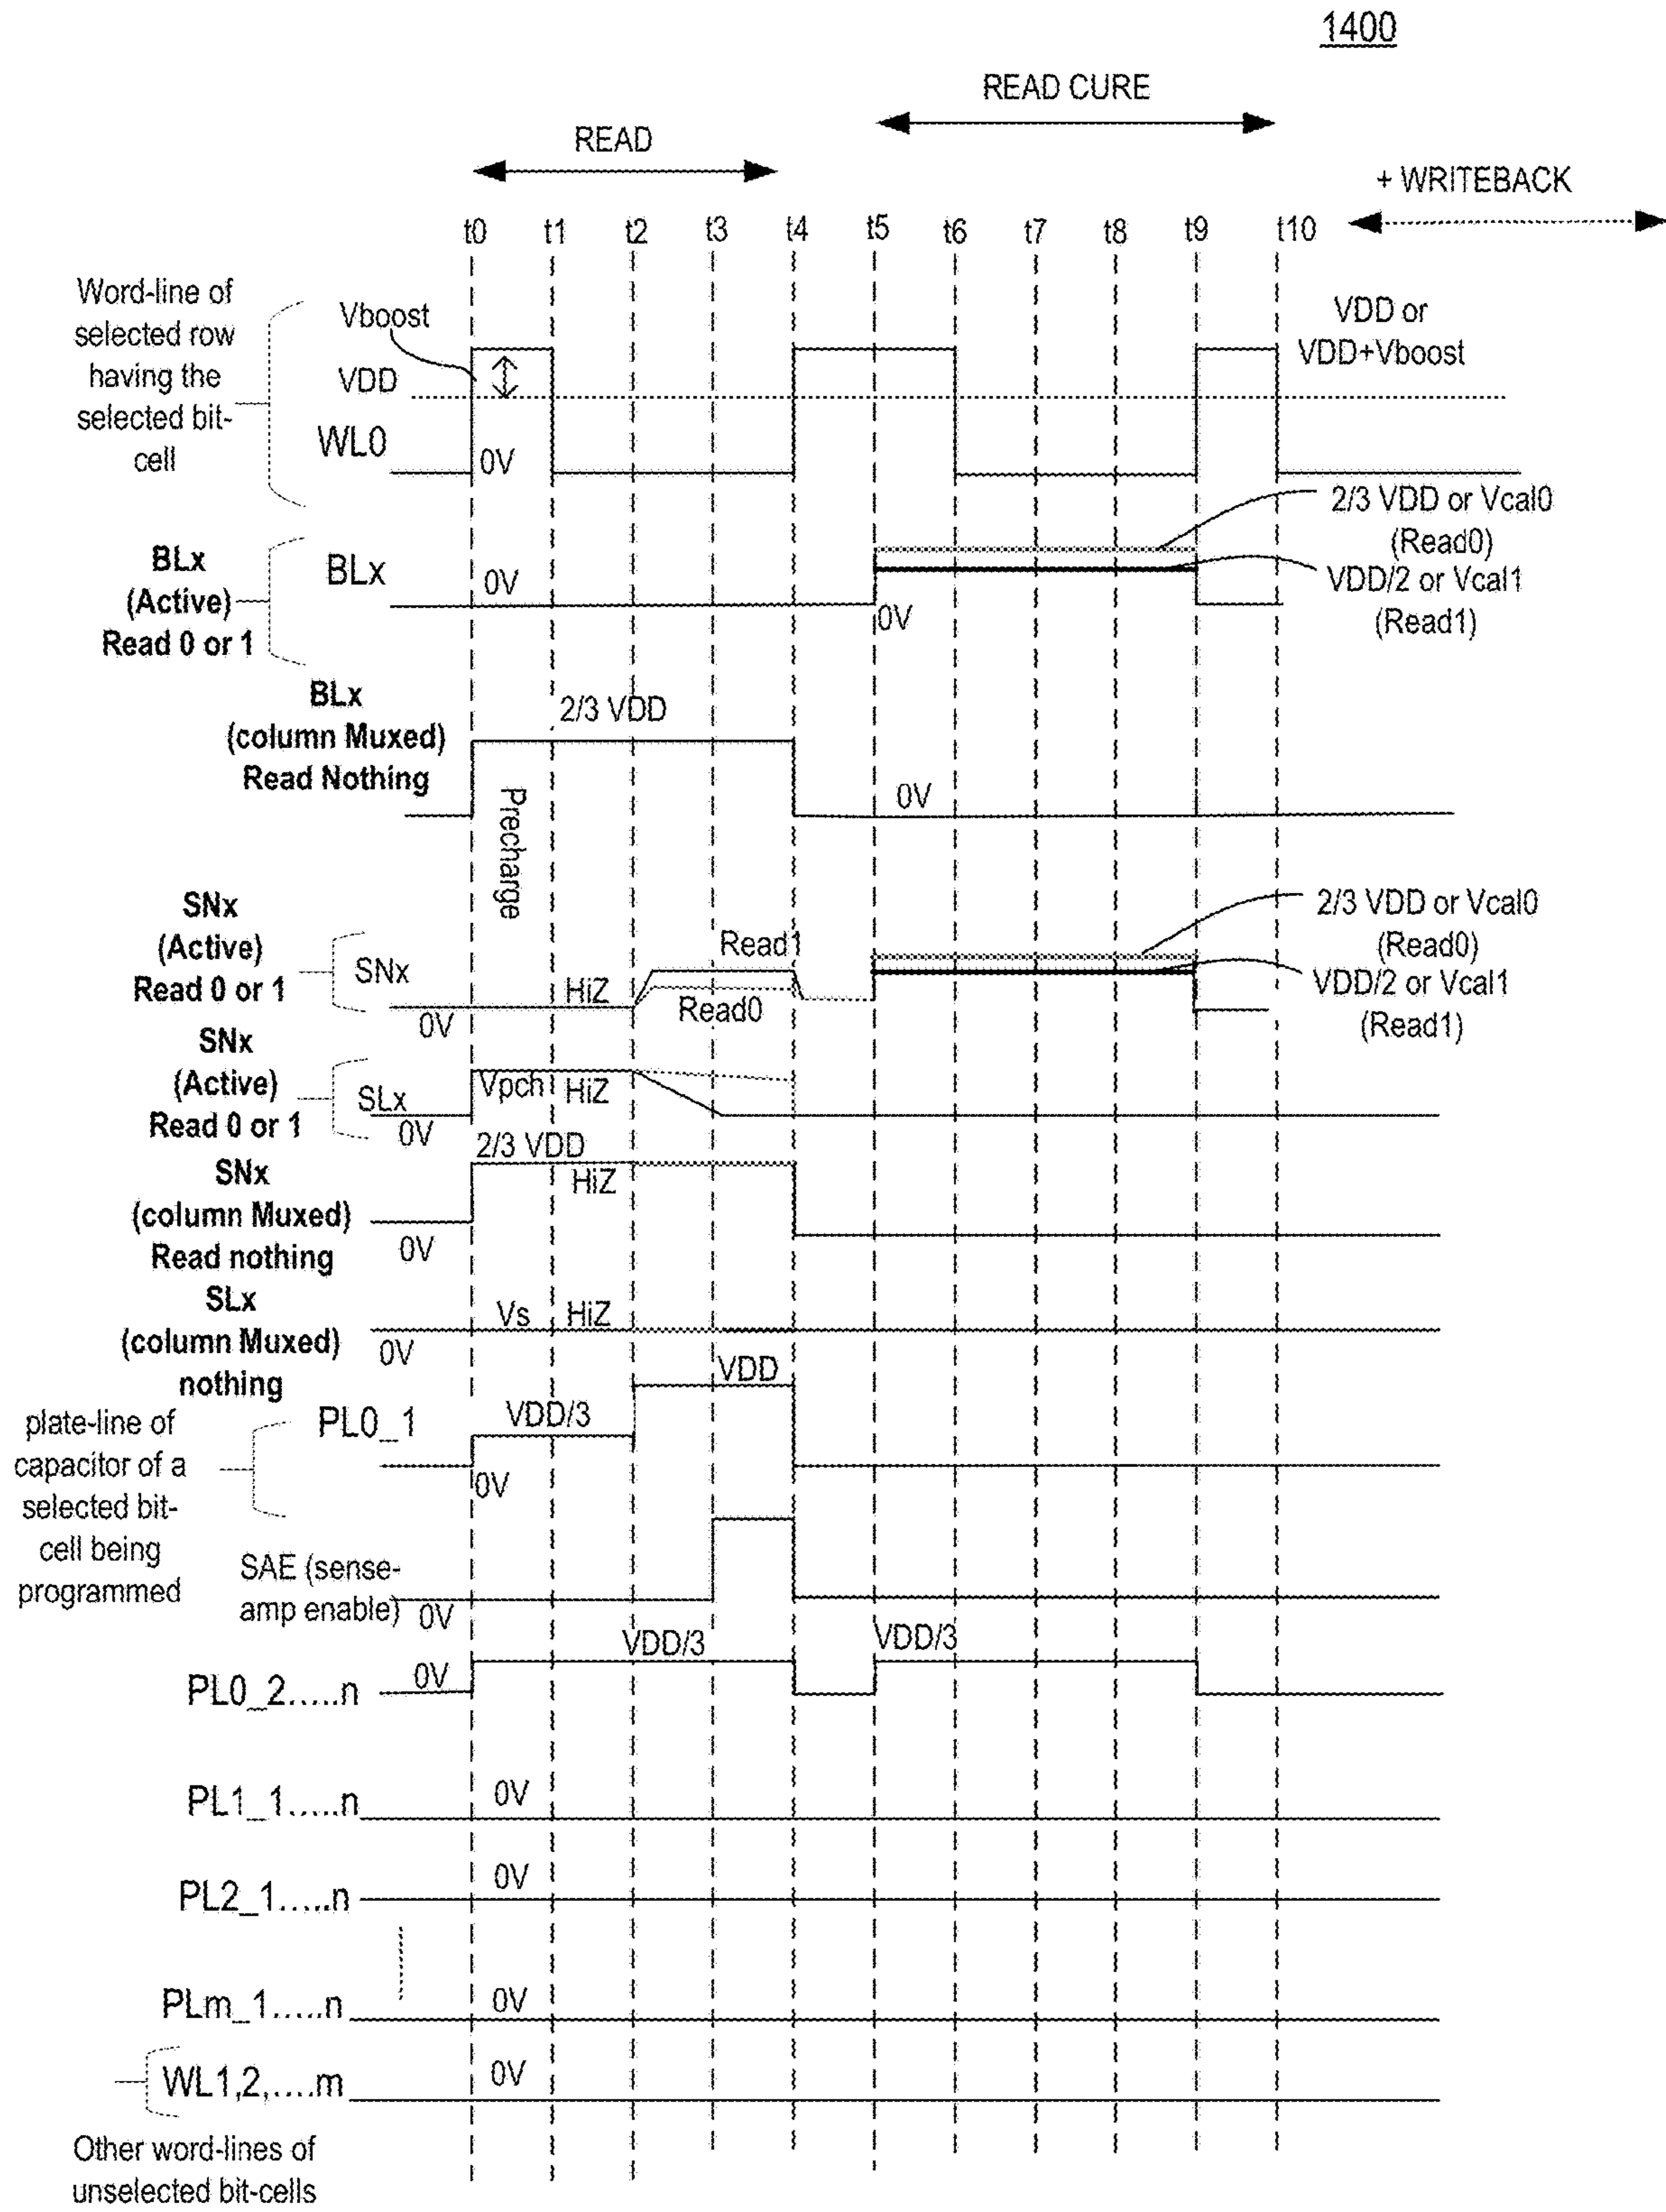 1400
READ CURE
READ
+ WRITEBACK
t0 t1 t2 t3 t4 t5 t6 t7 t8 t9 t10
Word-line of
selected row
having the
selected bit-
cell
Vboost
VDD
WL0
0V
VDD or
VDD+Vboost
BLx
(Active)
Read 0 or 1
BLx
0V
0V
2/3 VDD or Vcal0
(Read0)
VDD/2 or Vcal1
(Read1)
BLx
(column Muxed)
Read Nothing
2/3 VDD
Precharge
0V
SNx
(Active)
Read 0 or 1
SNx
0V
HiZ
Read1
Read0
2/3 VDD or Vcal0
(Read0)
VDD/2 or Vcal1
(Read1)
SNx
(Active)
Read 0 or 1
SLx
0V
Vpch
HiZ
SNx
(column Muxed)
Read nothing
2/3 VDD
HiZ
0V
SLx
(column Muxed)
nothing
Vs
HiZ
0V
plate-line of
capacitor of a
selected bit-
cell being
programmed
PL0_1
VDD/3
VDD
0V
SAE (sense-
amp enable)
0V
PL0_2.....n
0V
VDD/3
VDD/3
PL1_1.....n
0V
PL2_1.....n
0V
PLm_1.....n
0V
WL1,2,....m
0V
Other word-lines of
unselected bit-cells